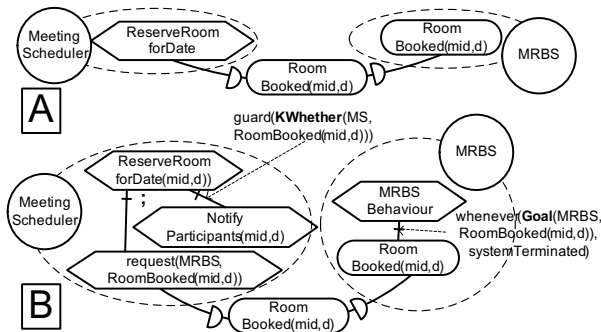 Meeting
Scheduler
ReserveRoom
forDate
Room
Booked(mid,d)
Room
Booked(mid,d)
MRBS
A
guard(KWhether(MS,
RoomBooked(mid,d)))
ReserveRoom
forDate(mid,d))
;
Meeting
Scheduler
Notify
Participants(mid,d)
request(MRBS,
RoomBooked(mid,d))
MRBS
MRBS
Behaviour
whenever(Goal(MRBS,
RoomBooked(mid,d)),
systemTerminated)
Room
Booked(mid,d)
Room
Booked(mid,d)
B